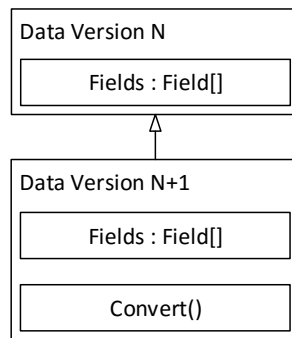 Data Version N
Fields : Field[]
Data Version N+1
Fields : Field[]
Convert()